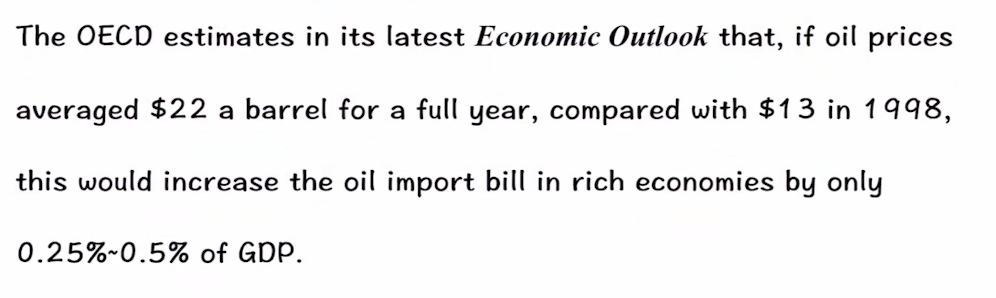 The OECD estimates in its latest Economic Outlook that, if oil prices
averaged $22 a barrel for a full year, compared with $13 in 1998,
this would increase the oil import bill in rich economies by only
0.25%~0.5% of GDP.